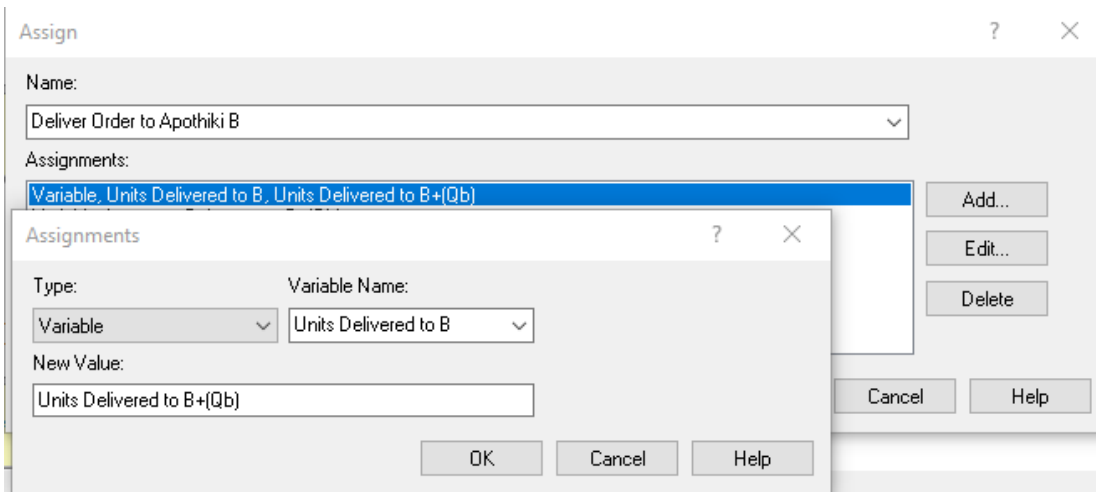 Assign
?
Name:
Deliver Order to Apothiki B
Assignments:
Variable, Units Delivered to B, Units Delivered to B+(Qb)
Add...
Edit...
Delete
Cancel
Help
Assignments
?
Type:
Variable Name:
Variable
Units Delivered to B
New Value:
Units Delivered to B+(Qb)
OK
Cancel
Help